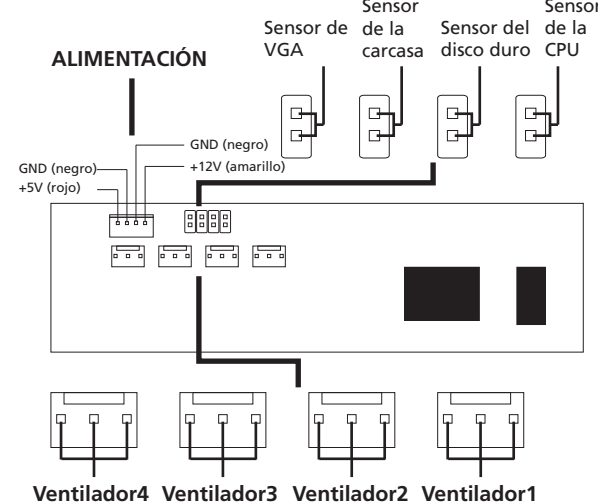 Sensor de
VGA
Sensor
de la
carcasa
Sensor del
disco duro
Sensor
de la
CPU
ALIMENTACIÓN
GND (negro)
+12V (amarillo)
GND (negro)
+5V (rojo)
Ventilador4 Ventilador3 Ventilador2 Ventilador1